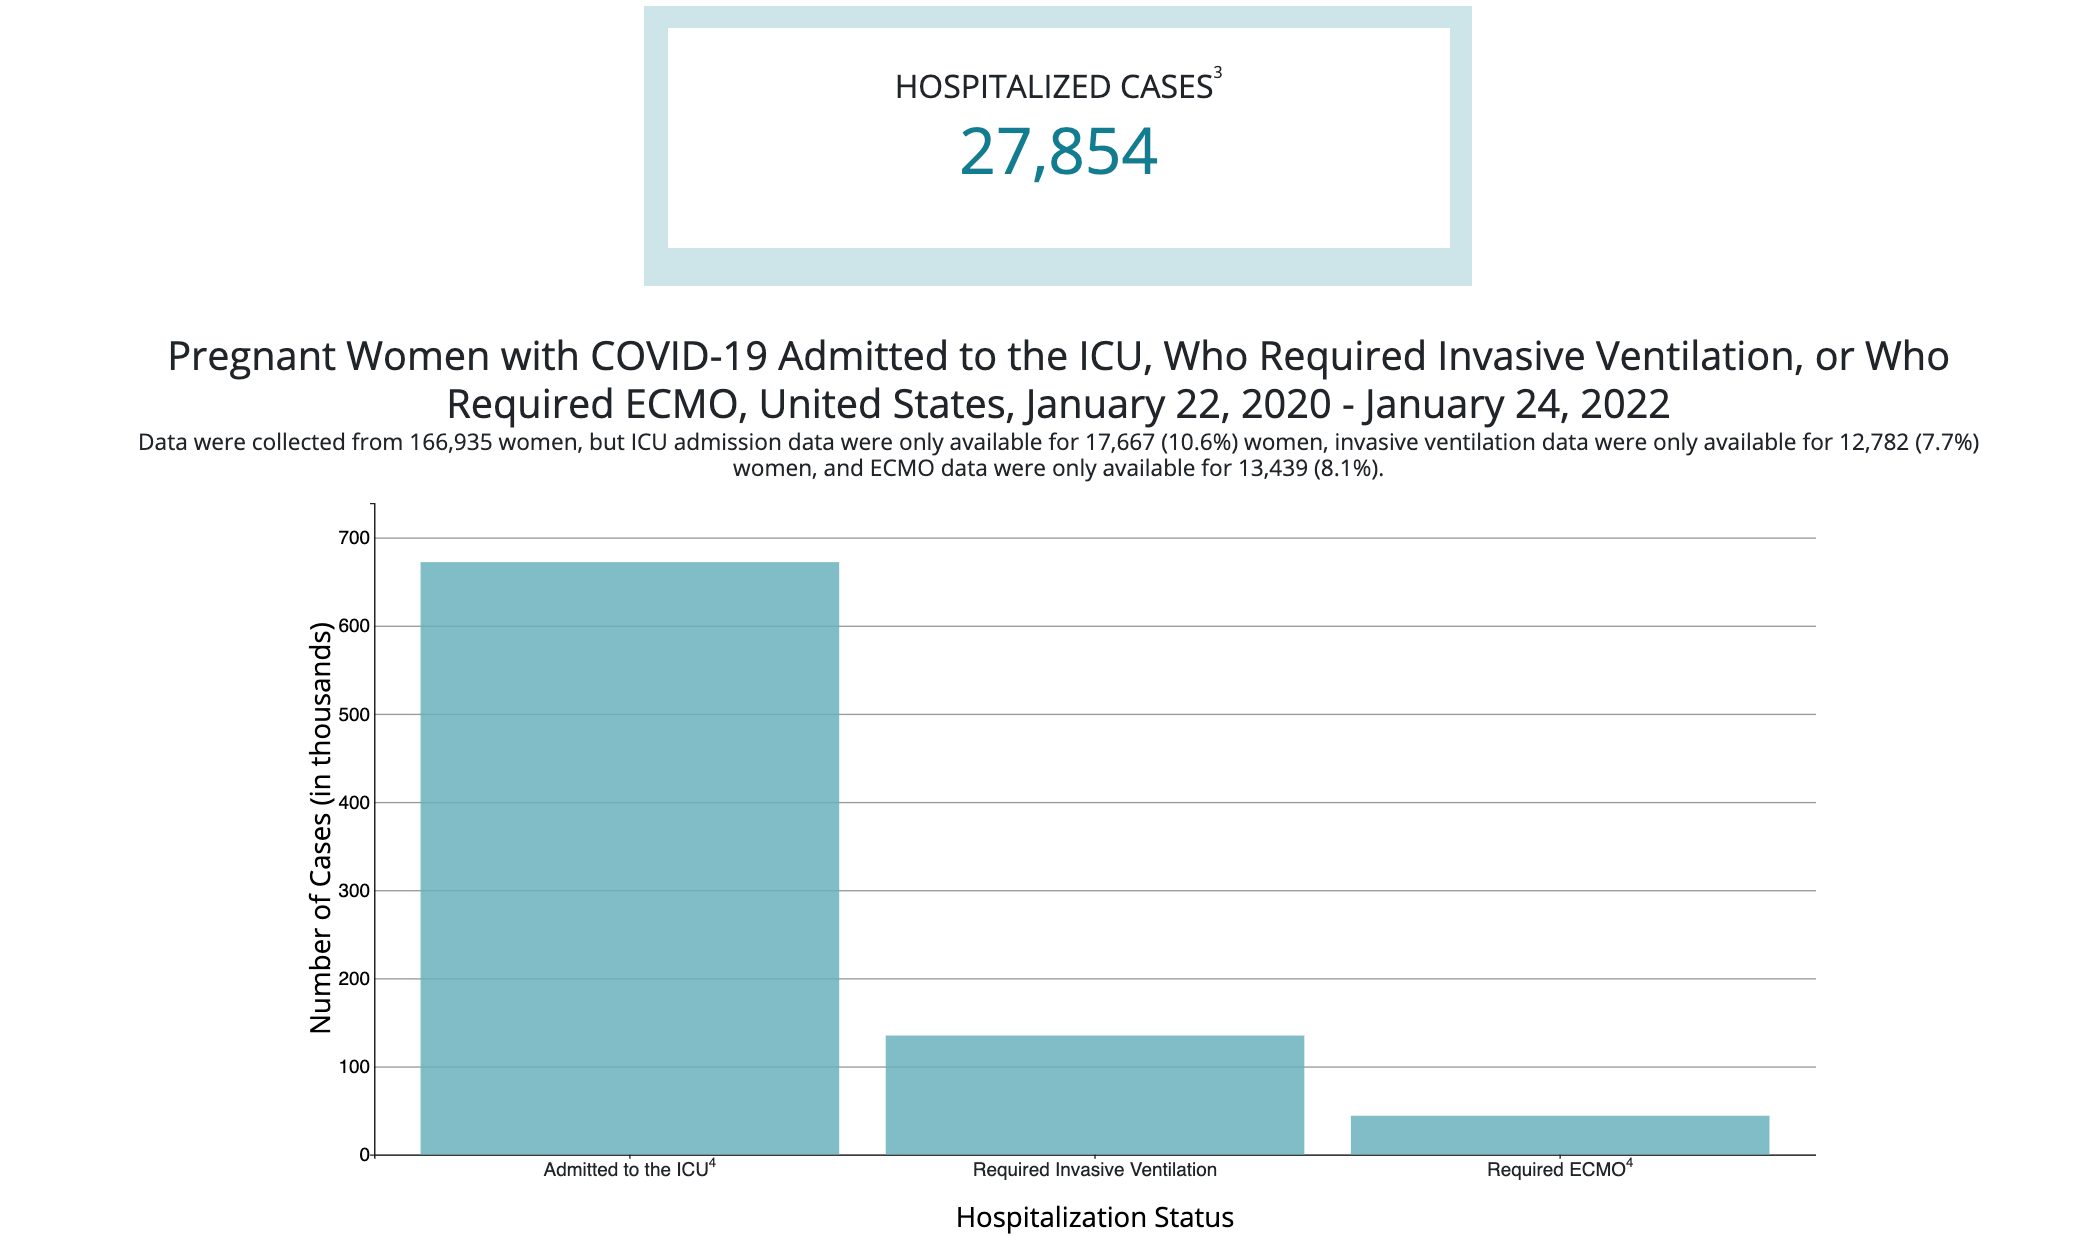 HOSPITALIZED CASES³
27,854
Pregnant Women with COVID-19 Admitted to the ICU, Who Required Invasive Ventilation, or Who
Required ECMO, United States, January 22, 2020 - January 24, 2022
Data were collected from 166,935 women, but ICU admission data were only available for 17,667 (10.6%) women, invasive ventilation data were only available for 12,782 (7.7%)
women, and ECMO data were only available for 13,439 (8.1%).
Number of Cases (in thousands)
700
600
500
400
300
200
100
0
Admitted to the ICU⁴
Required Invasive Ventilation
Required ECMO⁴
Hospitalization Status